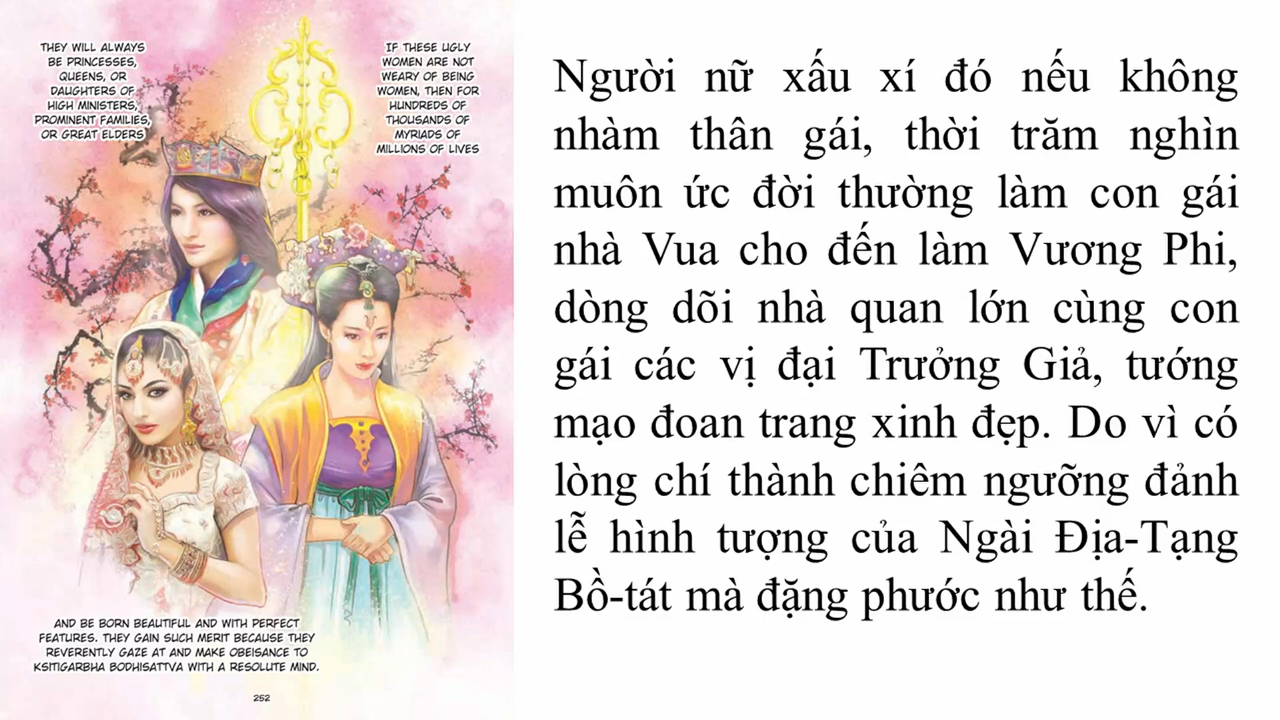 THEY WILL ALWAYS
BE PRINCESSES,
QUEENS, OR
DAUGHTERS OF
HIGH MINISTERS,
PROMINENT FAMILIES,
OR GREAT ELDERS
IF THESE UGLY
WOMEN ARE NOT
WEARY OF BEING
WOMEN, THEN FOR
HUNDREDS OF
THOUSANDS OF
MYRIADS OF
MILLIONS OF LIVES
AND BE BORN BEAUTIFUL AND WITH PERFECT
FEATURES. THEY GAIN SUCH MERIT BECAUSE THEY
REVERENTLY GAZE AT AND MAKE OBEISANCE TO
KSITIGARBHA BODHISATTVA WITH A RESOLUTE MIND.
252
Người nữ xấu xí đó nếu không
nhàm thân gái, thời trăm nghìn
muôn ức đời thường làm con gái
nhà Vua cho đến làm Vương Phi,
dòng dõi nhà quan lớn cùng con
gái các vị đại Trưởng Giả, tướng
mạo đoan trang xinh đẹp. Do vì có
lòng chí thành chiêm ngưỡng đảnh
lễ hình tượng của Ngài Địa-Tạng
Bồ-tát mà đặng phước như thế.